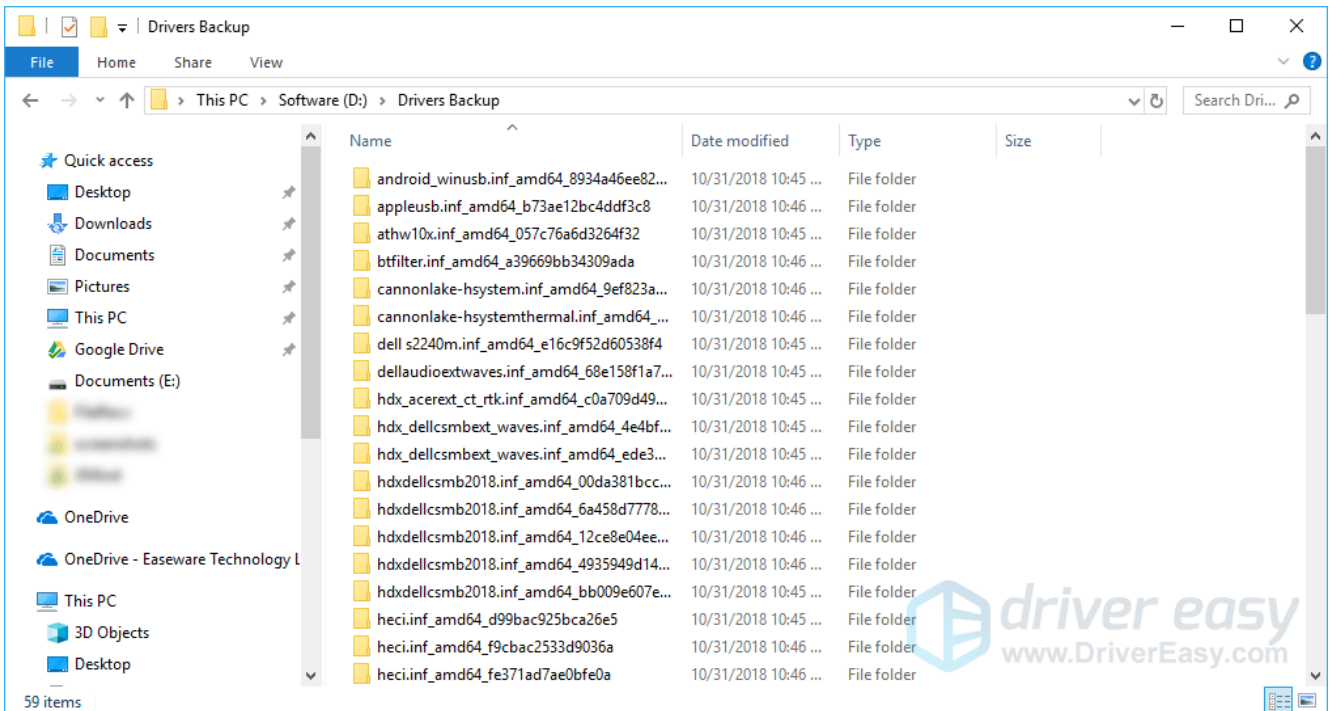 Drivers Backup
File Home Share View
This PC > Software (D:) > Drivers Backup
Search Dri...
Quick access
Desktop
Downloads
Documents
Pictures
This PC
Google Drive
Documents (E:)
OneDrive
OneDrive - Easeware Technology L
This PC
3D Objects
Desktop
Name Date modified Type Size
android_winusb.inf_amd64_8934a46ee82... 10/31/2018 10:45 ... File folder
appleusb.inf_amd64_b73ae12bc4ddf3c8 10/31/2018 10:46 ... File folder
athw10x.inf_amd64_057c76a6d3264f32 10/31/2018 10:45 ... File folder
btfilter.inf_amd64_a39669bb34309ada 10/31/2018 10:46 ... File folder
cannonlake-hsystem.inf_amd64_9ef823a... 10/31/2018 10:46 ... File folder
cannonlake-hsystemthermal.inf_amd64_... 10/31/2018 10:46 ... File folder
dell s2240m.inf_amd64_e16c9f52d60538f4 10/31/2018 10:45 ... File folder
dellaudioextwaves.inf_amd64_68e158f1a7... 10/31/2018 10:45 ... File folder
hdx_acerext_ct_rtk.inf_amd64_c0a709d49... 10/31/2018 10:45 ... File folder
hdx_dellcsmbext_waves.inf_amd64_4e4bf... 10/31/2018 10:46 ... File folder
hdx_dellcsmbext_waves.inf_amd64_ede3... 10/31/2018 10:46 ... File folder
hdxdellcsmb2018.inf_amd64_00da381bcc... 10/31/2018 10:46 ... File folder
hdxdellcsmb2018.inf_amd64_6a458d7778... 10/31/2018 10:46 ... File folder
hdxdellcsmb2018.inf_amd64_12ce8e04ee... 10/31/2018 10:46 ... File folder
hdxdellcsmb2018.inf_amd64_4935949d14... 10/31/2018 10:45 ... File folder
hdxdellcsmb2018.inf_amd64_bb009e607e... 10/31/2018 10:45 ... File folder
heci.inf_amd64_d99bac925bca26e5 10/31/2018 10:45 ... File folder
heci.inf_amd64_f9cbac2533d9036a 10/31/2018 10:46 ... File folder
heci.inf_amd64_fe371ad7ae0bfe0a 10/31/2018 10:46 ... File folder
driver easy
www.DriverEasy.com
59 items